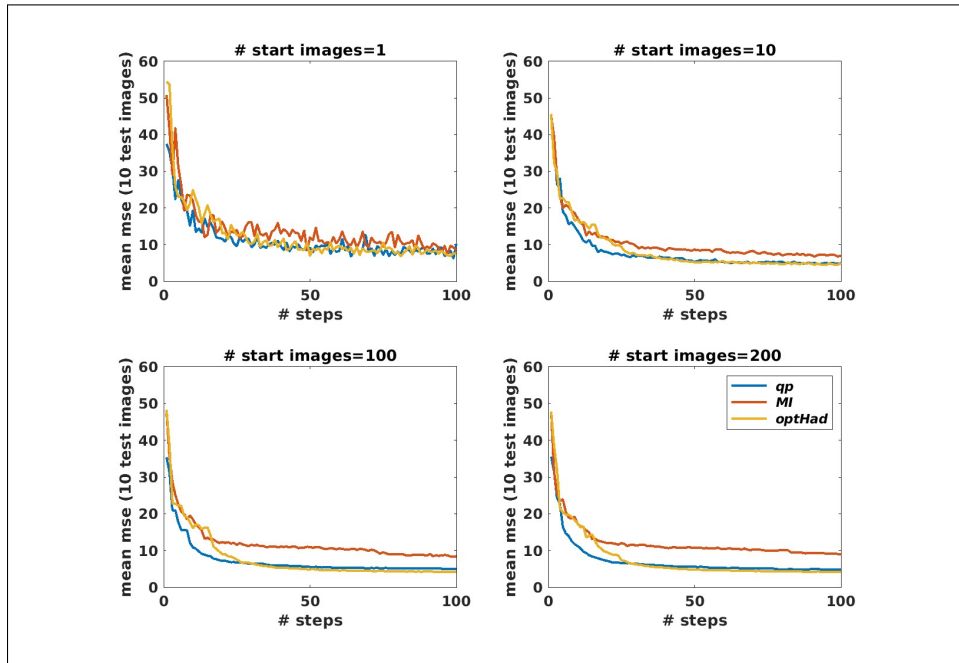 # start images=1
mean mse (10 test images)
60
50
40
30
20
10
0
0
50
100
# steps
# start images=10
mean mse (10 test images)
60
50
40
30
20
10
0
0
50
100
# steps
# start images=100
mean mse (10 test images)
60
50
40
30
20
10
0
0
50
100
# steps
# start images=200
mean mse (10 test images)
60
50
40
30
20
10
0
0
50
100
# steps
qp
MI
optHad